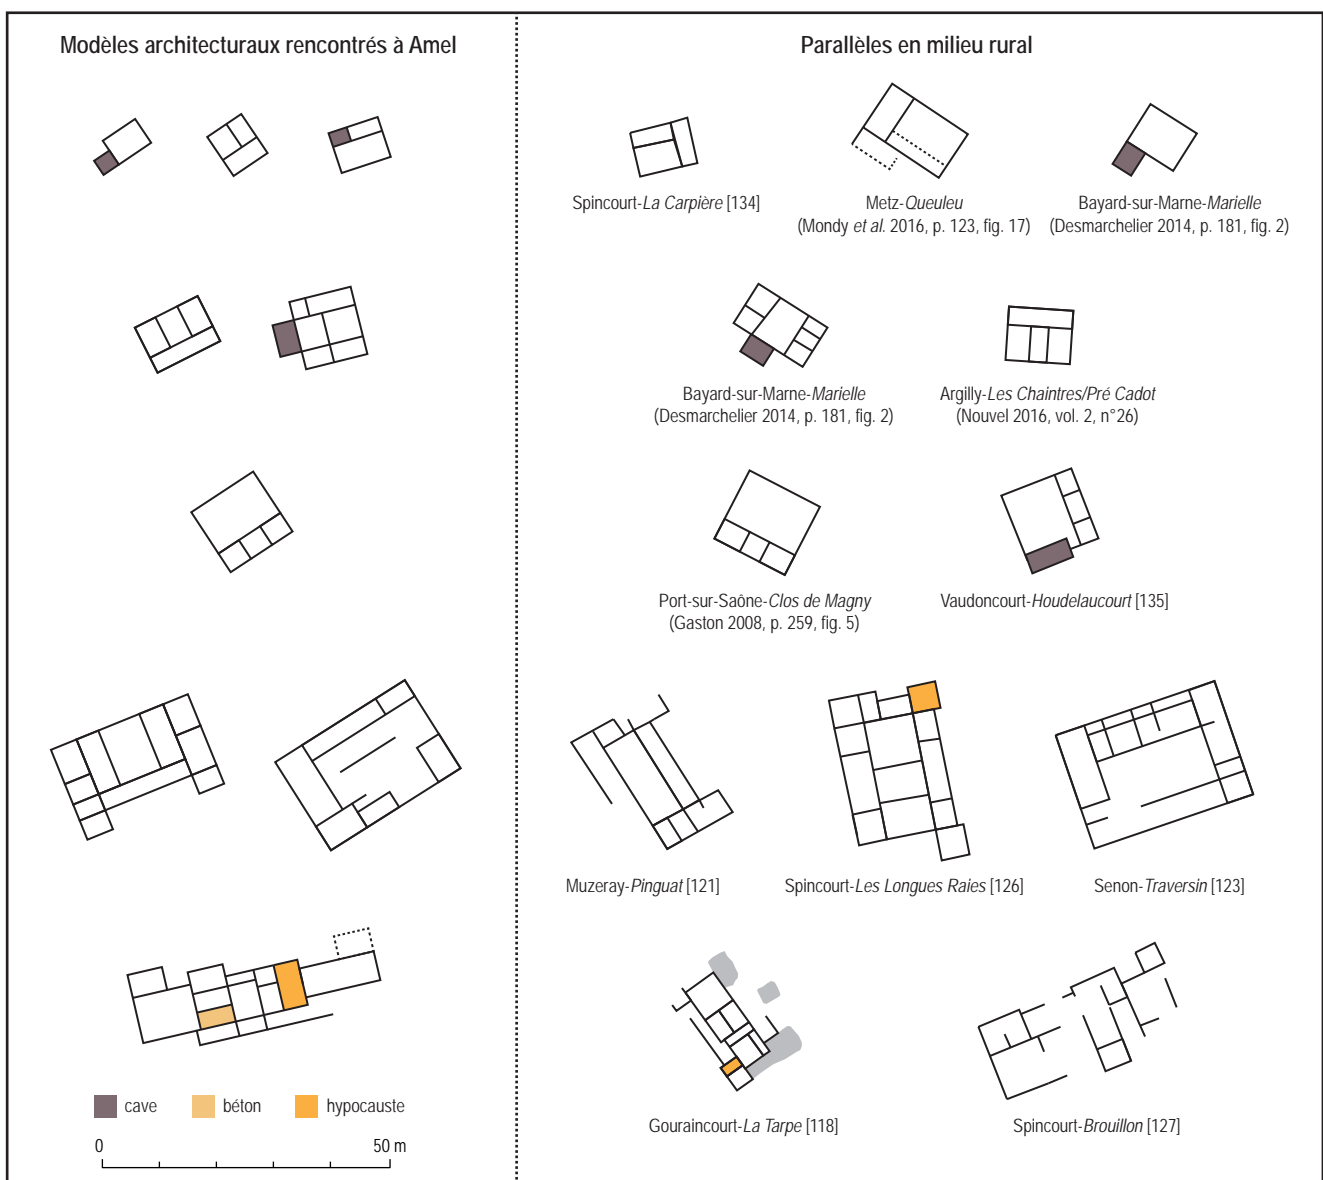 Modèles architecturaux rencontrés à Amel
Parallèles en milieu rural
Spincourt-La Carpière [134]
Metz-Queuleu
(Mondy et al. 2016, p. 123, fig. 17)
Bayard-sur-Marne-Marielle
(Desmarchelier 2014, p. 181, fig. 2)
Bayard-sur-Marne-Marielle
(Desmarchelier 2014, p. 181, fig. 2)
Argilly-Les Chaintres/Pré Cadot
(Nouvel 2016, vol. 2, n°26)
Port-sur-Saône-Clos de Magny
(Gaston 2008, p. 259, fig. 5)
Vaudoncourt-Houdelaucourt [135]
Muzeray-Pinguat [121]
Spincourt-Les Longues Raies [126]
Senon-Traversin [123]
Gouraincourt-La Tarpe [118]
Spincourt-Brouillon [127]
cave
béton
hypocauste
0
50 m